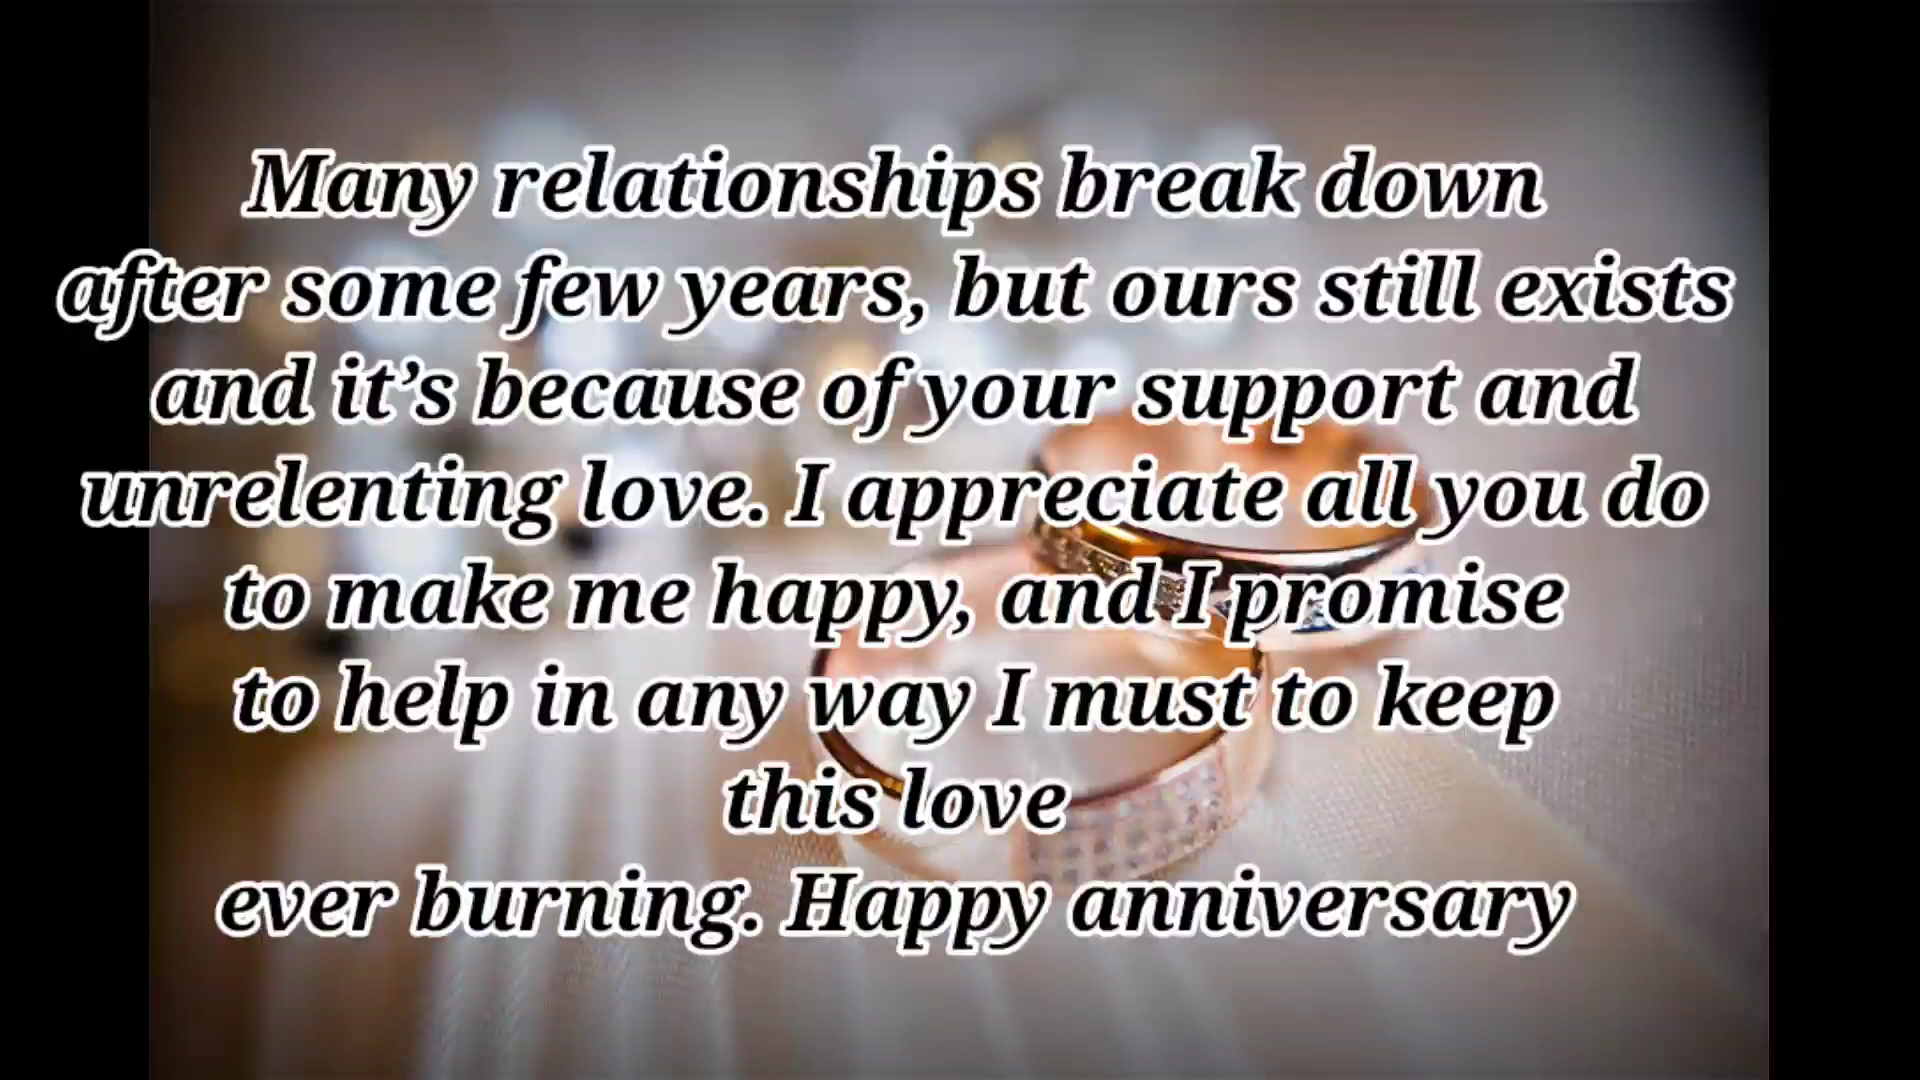 Many relationships break down
after some few years, but ours still exists
and it’s because of your support and
unrelenting love. I appreciate all you do
to make me happy, and I promise
to help in any way I must to keep
this love
ever burning. Happy anniversary